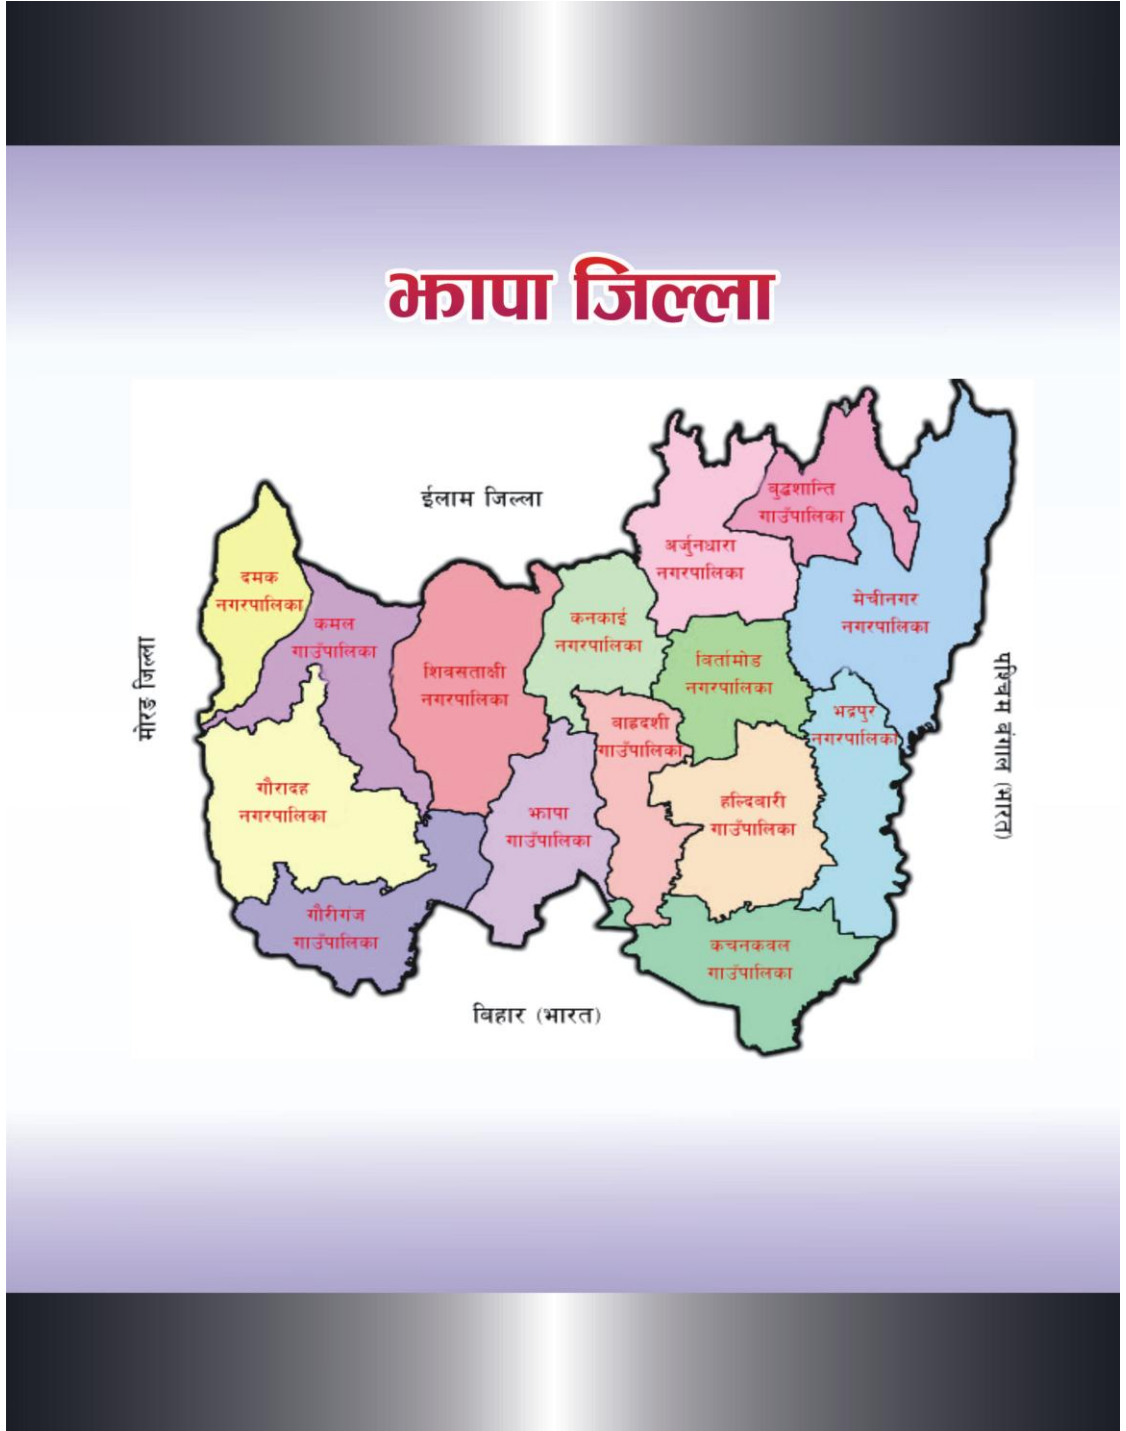 झापा जिल्ला
ईलाम जिल्ला
बुद्धशान्ति
गाउँपालिका
अर्जुनधारा
नगरपालिका
दमक
नगरपालिका
कमल
गाउँपालिका
शिवसताक्षी
नगरपालिका
कनकाई
नगरपालिका
मेचीनगर
नगरपालिका
बिर्तामोड
नगरपालिका
मोरङ जिल्ला
बाह्रदशी
गाउँपालिका
भद्रपुर
नगरपालिका
पश्चिम बंगाल (भारत)
गौरादह
नगरपालिका
झापा
गाउँपालिका
हल्दिबारी
गाउँपालिका
गौरीगंज
गाउँपालिका
कचनकवल
गाउँपालिका
बिहार (भारत)